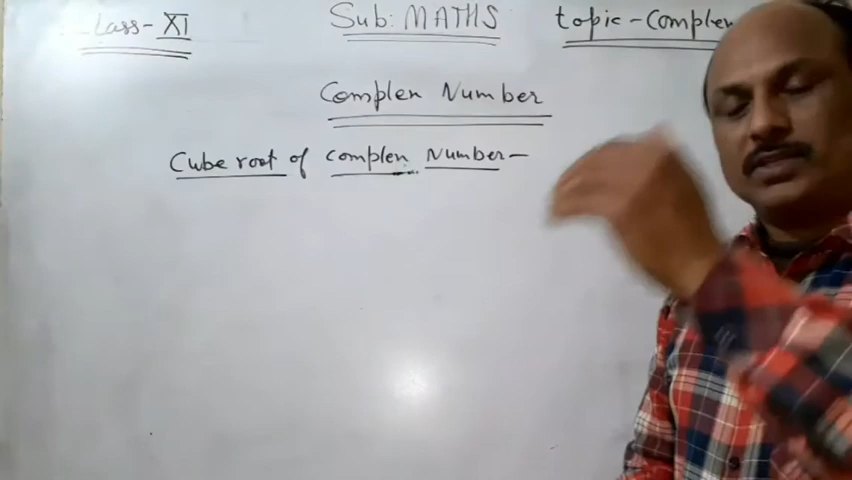 Class-XI Sub: MATHS topic-Complex
Complex Number
Cube root of complex Number-